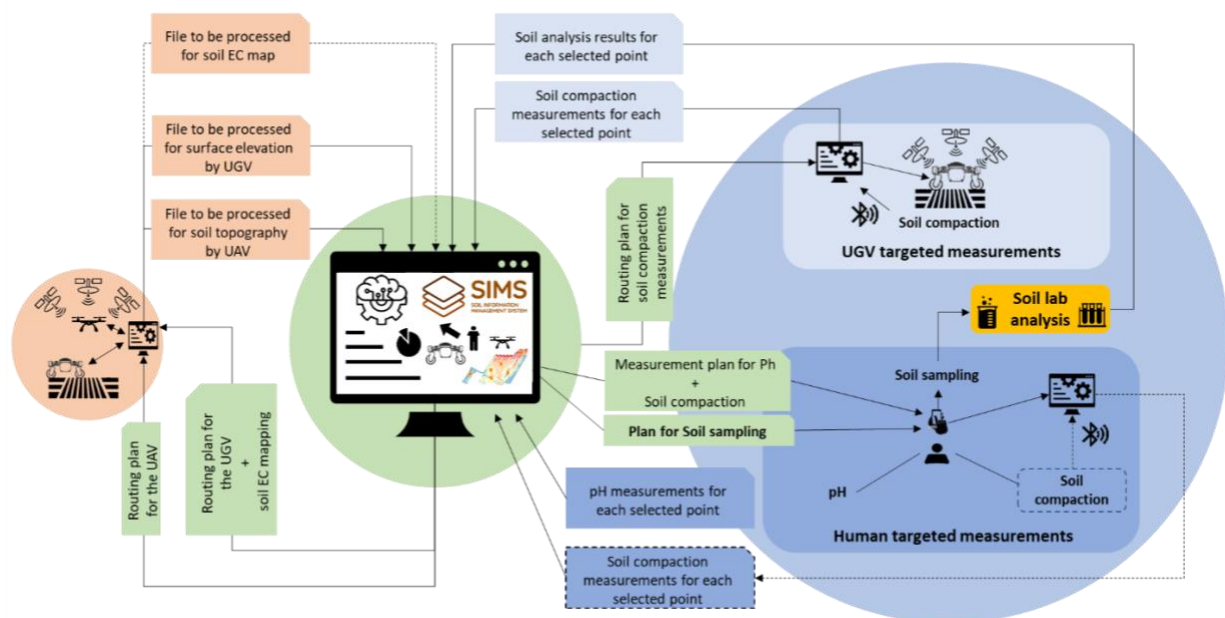 File to be processed
for soil EC map
File to be processed
for surface elevation
by UGV
File to be processed
for soil topography
by UAV
Soil analysis results for
each selected point
Soil compaction
measurements for each
selected point
Routing plan for
soil compaction
measurements
Soil compaction
UGV targeted measurements
SIMS
SOIL INFORMATION
MANAGEMENT SYSTEM
Soil lab
analysis
Measurement plan for Ph
+
Soil compaction
Plan for Soil sampling
Soil sampling
pH
Soil
compaction
Human targeted measurements
Routing plan
for the UAV
Routing plan for
the UGV
+
soil EC mapping
pH measurements for
each selected point
Soil compaction
measurements for each
selected point